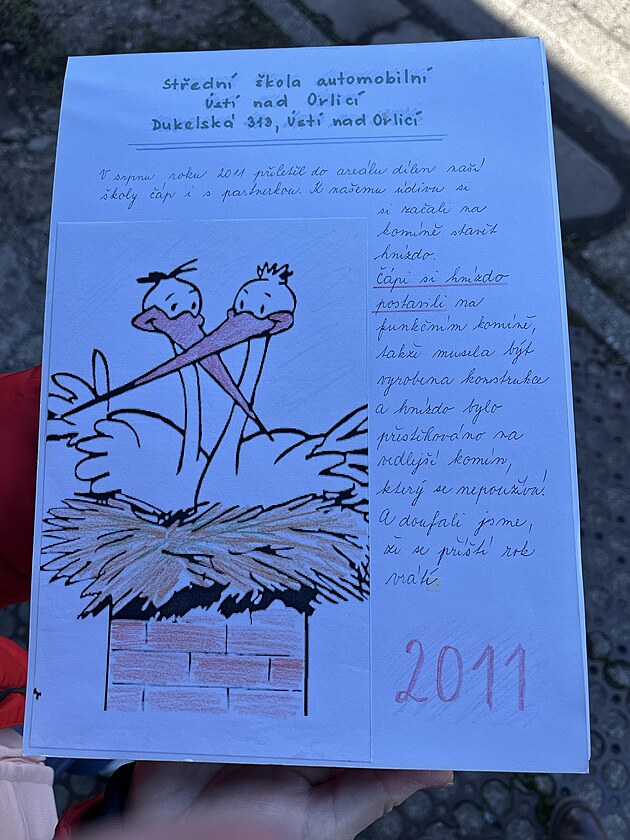 Střední škola automobilní
Ústí nad Orlicí
Dukelská 313, Ústí nad Orlicí
V srpnu roku 2011 přiletěl do areálu dílen naší
školy čáp i s partnerkou. K našemu údivu se
si začali na
komíně stavět
hnízdo.
Čápi si hnízdo
postavili na
funkčním komíně,
takže musela být
vyrobena konstrukce
a hnízdo bylo
přestěhováno na
vedlejší komín,
který se nepoužívá!
A doufali jsme,
že se příští rok
vrátí.
2011